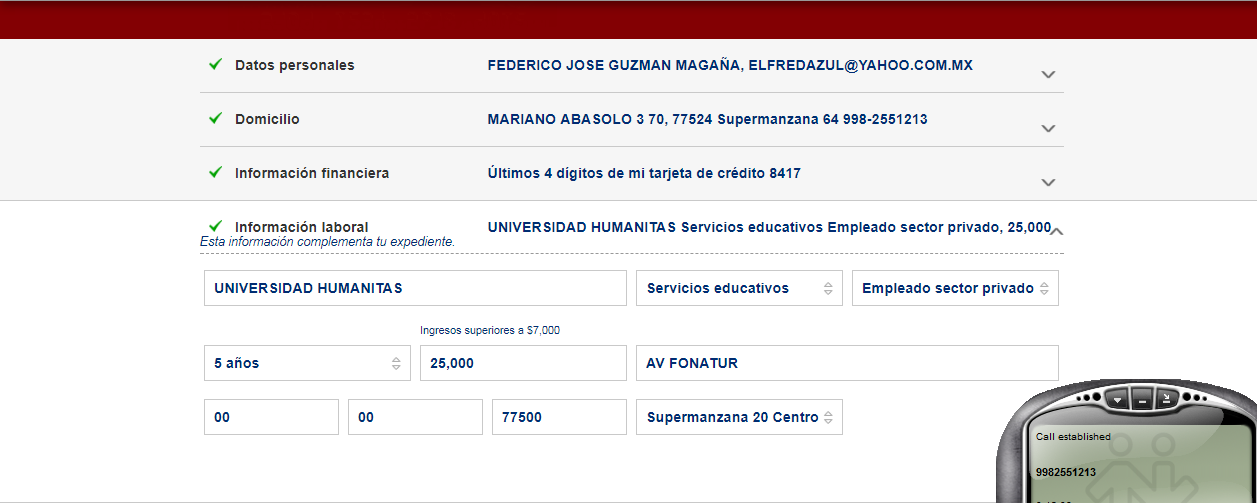 Datos personales FEDERICO JOSE GUZMAN MAGAÑA, ELFREDAZUL@YAHOO.COM.MX
Domicilio MARIANO ABASOLO 3 70, 77524 Supermanzana 64 998-2551213
Información financiera Últimos 4 dígitos de mi tarjeta de crédito 8417
Información laboral UNIVERSIDAD HUMANITAS Servicios educativos Empleado sector privado, 25,000
Esta información complementa tu expediente.
UNIVERSIDAD HUMANITAS Servicios educativos Empleado sector privado
Ingresos superiores a $7,000
5 años 25,000 AV FONATUR
00 00 77500 Supermanzana 20 Centro
Call established
9982551213